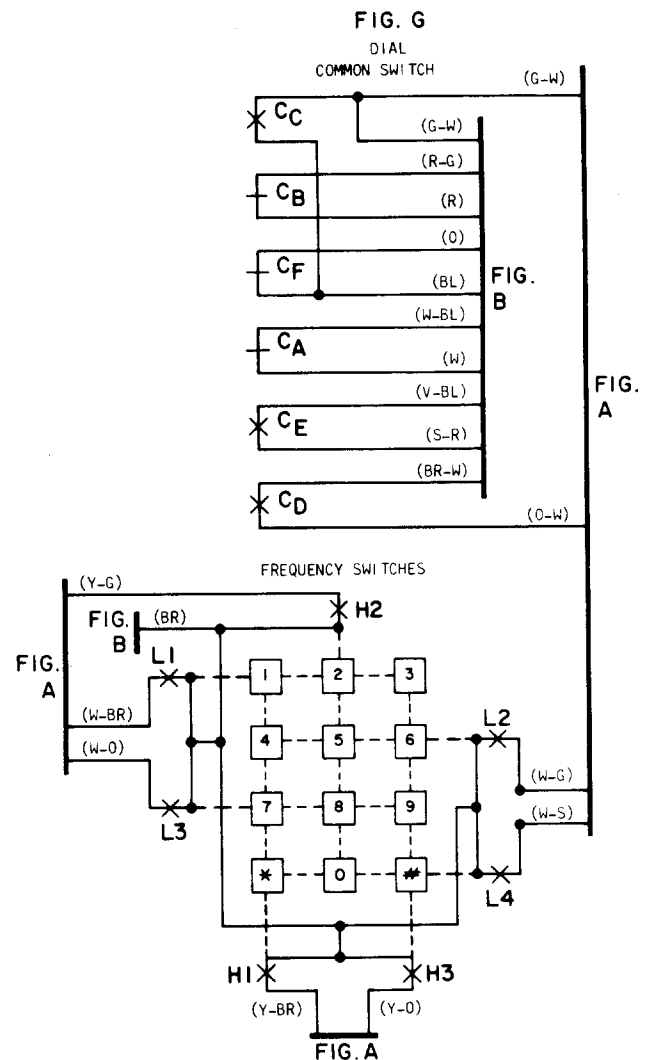 FIG. G
DIAL
COMMON SWITCH
(G-W)
CC
(G-W)
(R-G)
CB
(R)
(O)
CF
(BL)
FIG.
B
(W-BL)
CA
(W)
FIG.
A
(V-BL)
CE
(S-R)
(BR-W)
CD
(O-W)
FREQUENCY SWITCHES
(Y-G)
H2
FIG.
B
(BR)
FIG.
A
L1
1 2 3
(W-BR)
L2
4 5 6
(W-O)
(W-G)
7 8 9
L3
(W-S)
* 0 #
L4
H1
H3
(Y-BR)
(Y-O)
FIG. A